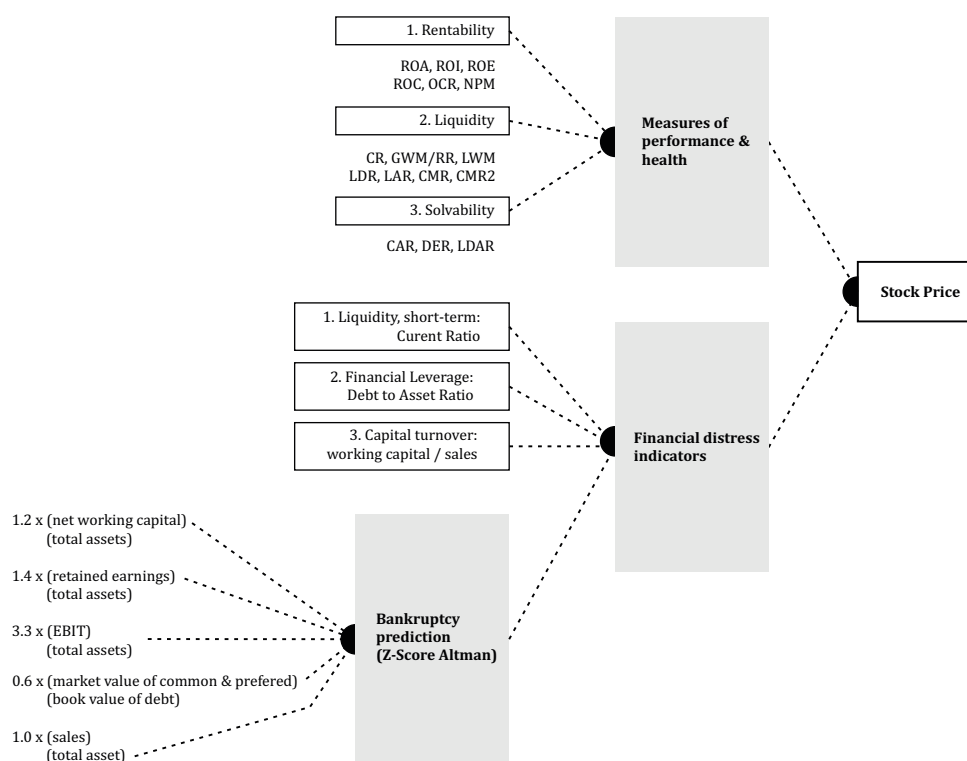 1. Rentability
ROA, ROI, ROE
ROC, OCR, NPM
2. Liquidity
CR, GWM/RR, LWM
LDR, LAR, CMR, CMR2
3. Solvability
CAR, DER, LDAR
Measures of
performance &
health
Stock Price
1. Liquidity, short-term:
Curent Ratio
2. Financial Leverage:
Debt to Asset Ratio
3. Capital turnover:
working capital / sales
Financial distress
indicators
1.2 x (net working capital)
(total assets)
1.4 x (retained earnings)
(total assets)
3.3 x (EBIT)
(total assets)
0.6 x (market value of common & prefered)
(book value of debt)
1.0 x (sales)
(total asset)
Bankruptcy
prediction
(Z-Score Altman)